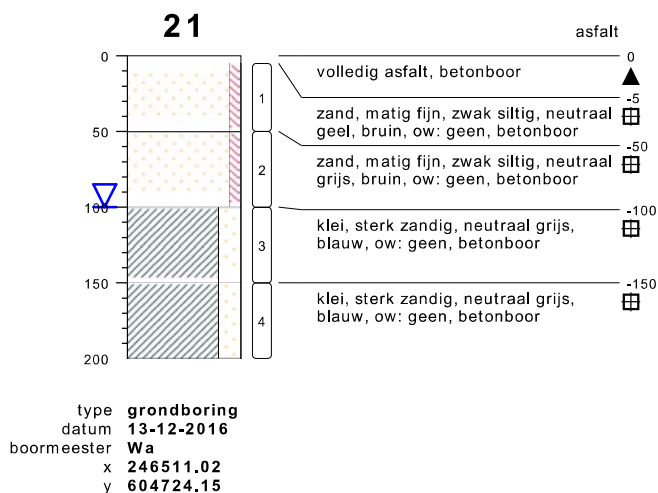 21
asfalt
0
0
volledig asfalt, betonboor
-5
1
zand, matig fijn, zwak siltig, neutraal
geel, bruin, ow: geen, betonboor
50
-50
2
zand, matig fijn, zwak siltig, neutraal
grijs, bruin, ow: geen, betonboor
100
-100
3
klei, sterk zandig, neutraal grijs,
blauw, ow: geen, betonboor
150
-150
4
klei, sterk zandig, neutraal grijs,
blauw, ow: geen, betonboor
200
type grondboring
datum 13-12-2016
boormeester Wa
x 246511.02
y 604724.15